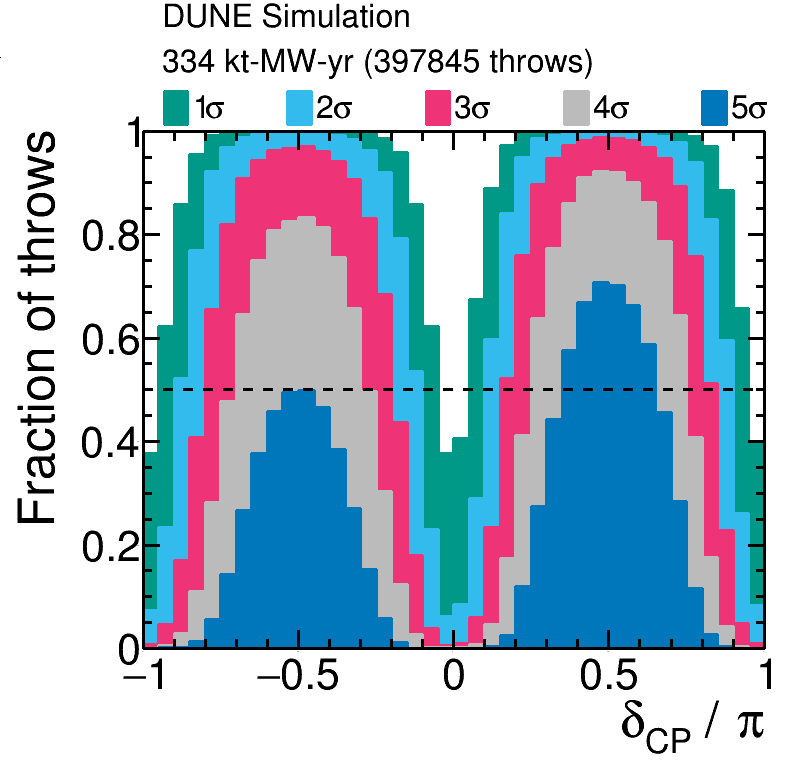 DUNE Simulation
334 kt-MW-yr (397845 throws)
1σ 2σ 3σ 4σ 5σ
Fraction of throws
1
0.8
0.6
0.4
0.2
0
−1 −0.5 0 0.5 1
δCP / π